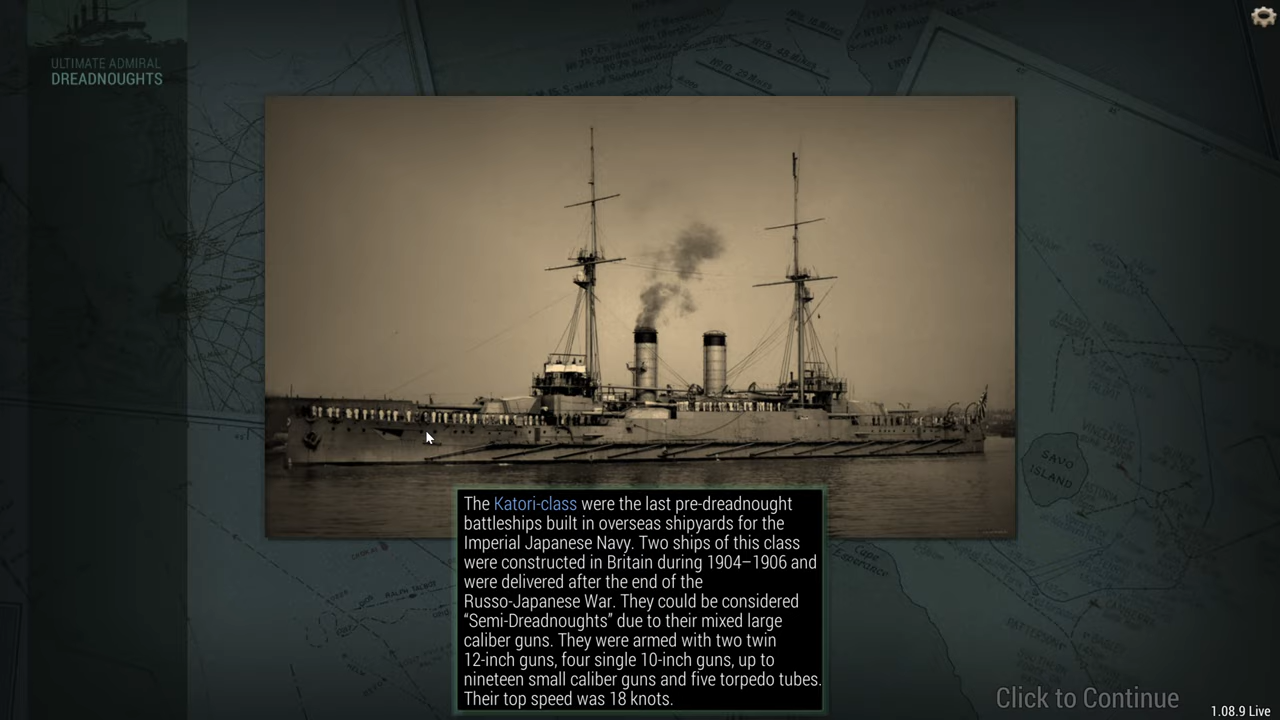 ULTIMATE ADMIRAL
DREADNOUGHTS
The Katori-class were the last pre-dreadnought
battleships built in overseas shipyards for the
Imperial Japanese Navy. Two ships of this class
were constructed in Britain during 1904–1906 and
were delivered after the end of the
Russo-Japanese War. They could be considered
“Semi-Dreadnoughts” due to their mixed large
caliber guns. They were armed with two twin
12-inch guns, four single 10-inch guns, up to
nineteen small caliber guns and five torpedo tubes.
Their top speed was 18 knots.
SAVO
ISLAND
Cape
Esperance
Click to Continue
1.08.9 Live